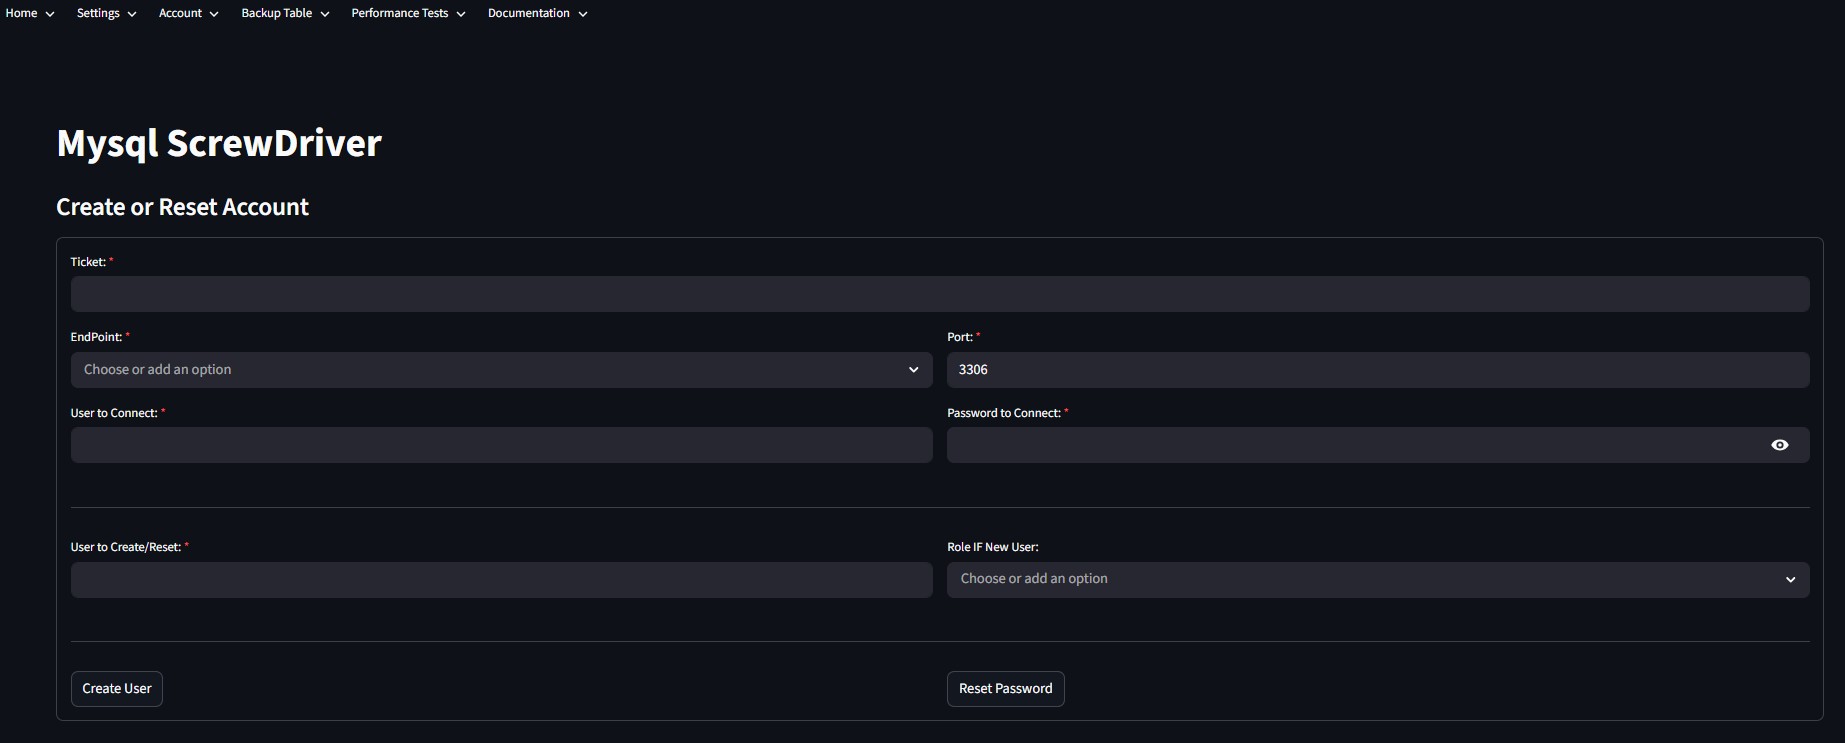 Home Settings Account Backup Table Performance Tests Documentation
Mysql ScrewDriver
Create or Reset Account
Ticket: *
EndPoint: * Port: *
Choose or add an option 3306
User to Connect: * Password to Connect: *
User to Create/Reset: * Role IF New User:
Choose or add an option
Create User Reset Password